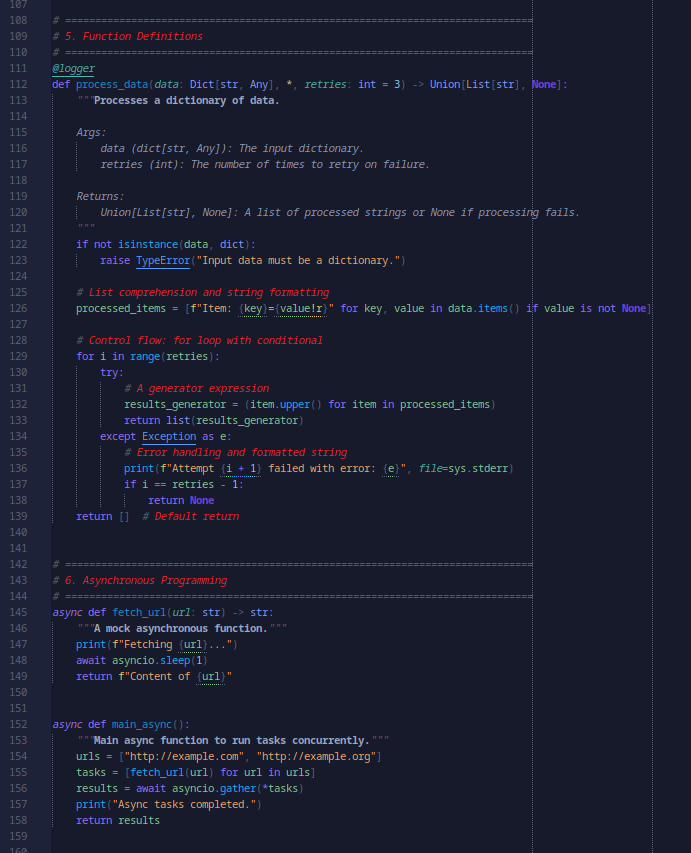 107
108 # ==============================================================================
109 # 5. Function Definitions
110 # ==============================================================================
111 @logger
112 def process_data(data: Dict[str, Any], *, retries: int = 3) -> Union[List[str], None]:
113     """Processes a dictionary of data.
114
115     Args:
116         data (dict[str, Any]): The input dictionary.
117         retries (int): The number of times to retry on failure.
118
119     Returns:
120         Union[List[str], None]: A list of processed strings or None if processing fails.
121     """
122     if not isinstance(data, dict):
123         raise TypeError("Input data must be a dictionary.")
124
125     # List comprehension and string formatting
126     processed_items = [f"Item: {key}={value!r}" for key, value in data.items() if value is not None]
127
128     # Control flow: for loop with conditional
129     for i in range(retries):
130         try:
131             # A generator expression
132             results_generator = (item.upper() for item in processed_items)
133             return list(results_generator)
134         except Exception as e:
135             # Error handling and formatted string
136             print(f"Attempt {i + 1} failed with error: {e}", file=sys.stderr)
137             if i == retries - 1:
138                 return None
139     return []  # Default return
140
141
142 # ==============================================================================
143 # 6. Asynchronous Programming
144 # ==============================================================================
145 async def fetch_url(url: str) -> str:
146     """A mock asynchronous function."""
147     print(f"Fetching {url}...")
148     await asyncio.sleep(1)
149     return f"Content of {url}"
150
151
152 async def main_async():
153     """Main async function to run tasks concurrently."""
154     urls = ["http://example.com", "http://example.org"]
155     tasks = [fetch_url(url) for url in urls]
156     results = await asyncio.gather(*tasks)
157     print("Async tasks completed.")
158     return results
159
160